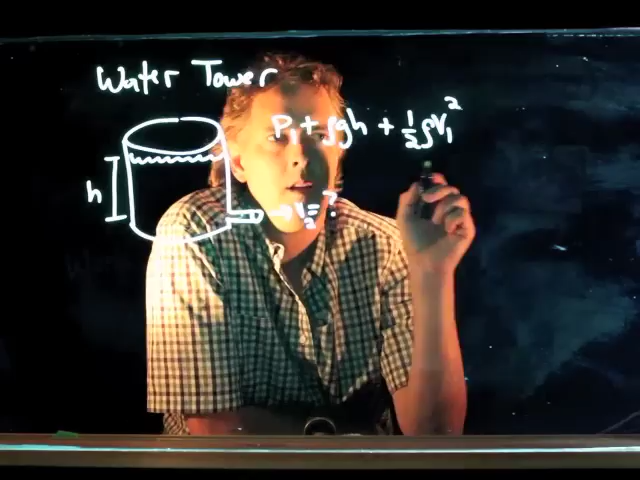 Water Tower
P₁ + ρgh + ½ρv₁²
h
→ v₂ = ?